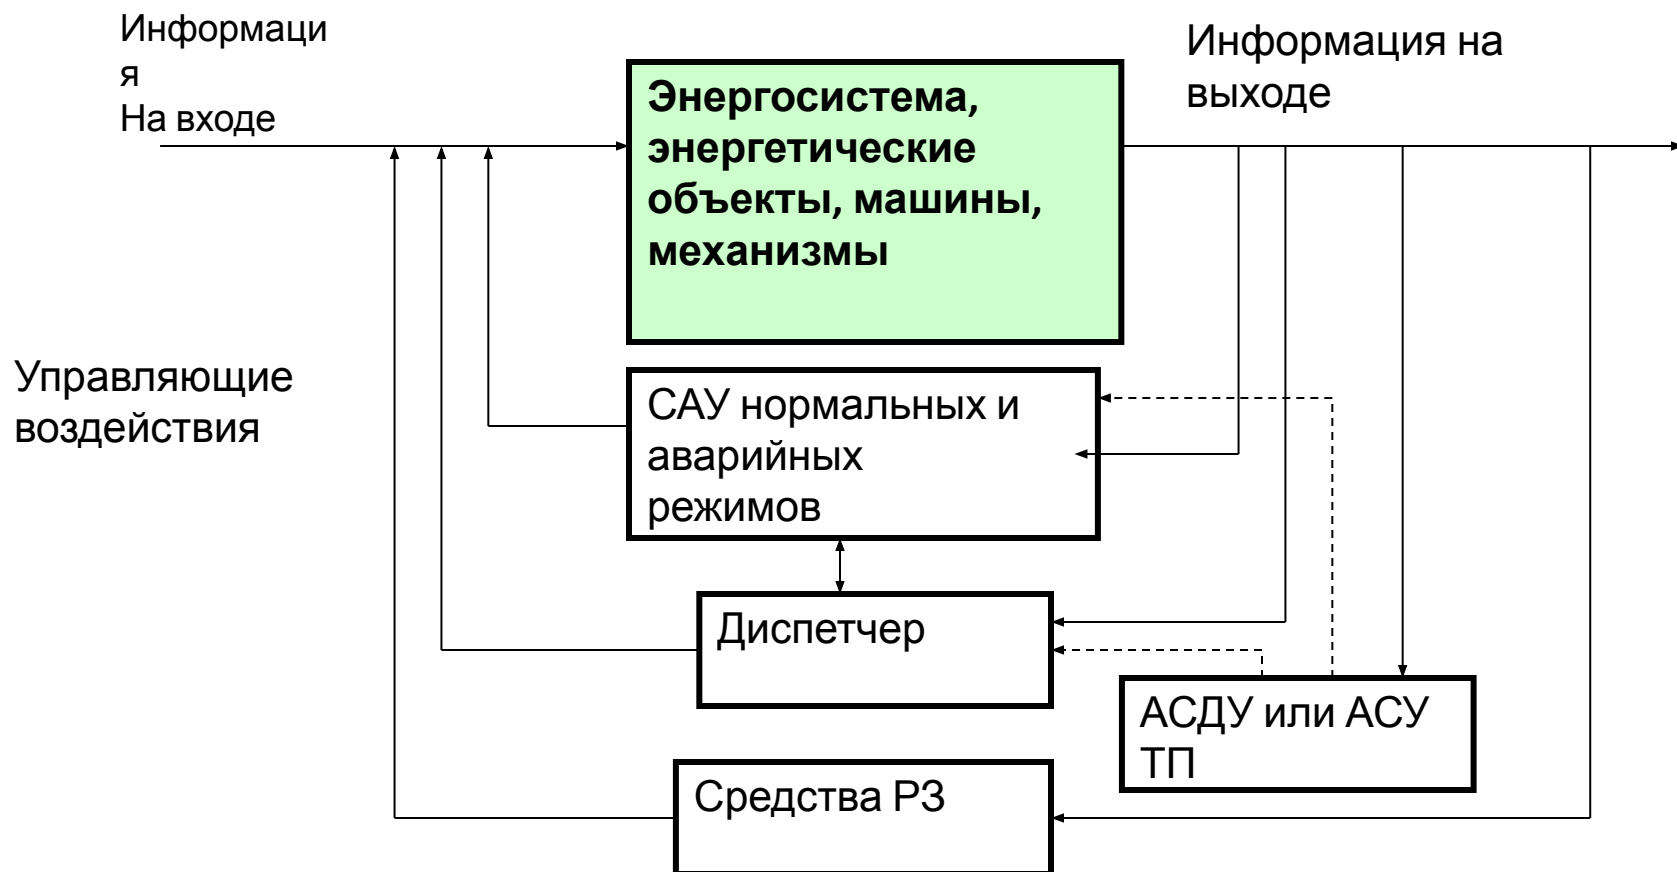 Информаци
я
На входе
Информация на
выходе
Энергосистема,
энергетические
объекты, машины,
механизмы
Управляющие
воздействия
САУ нормальных и
аварийных
режимов
Диспетчер
АСДУ или АСУ
ТП
Средства РЗ